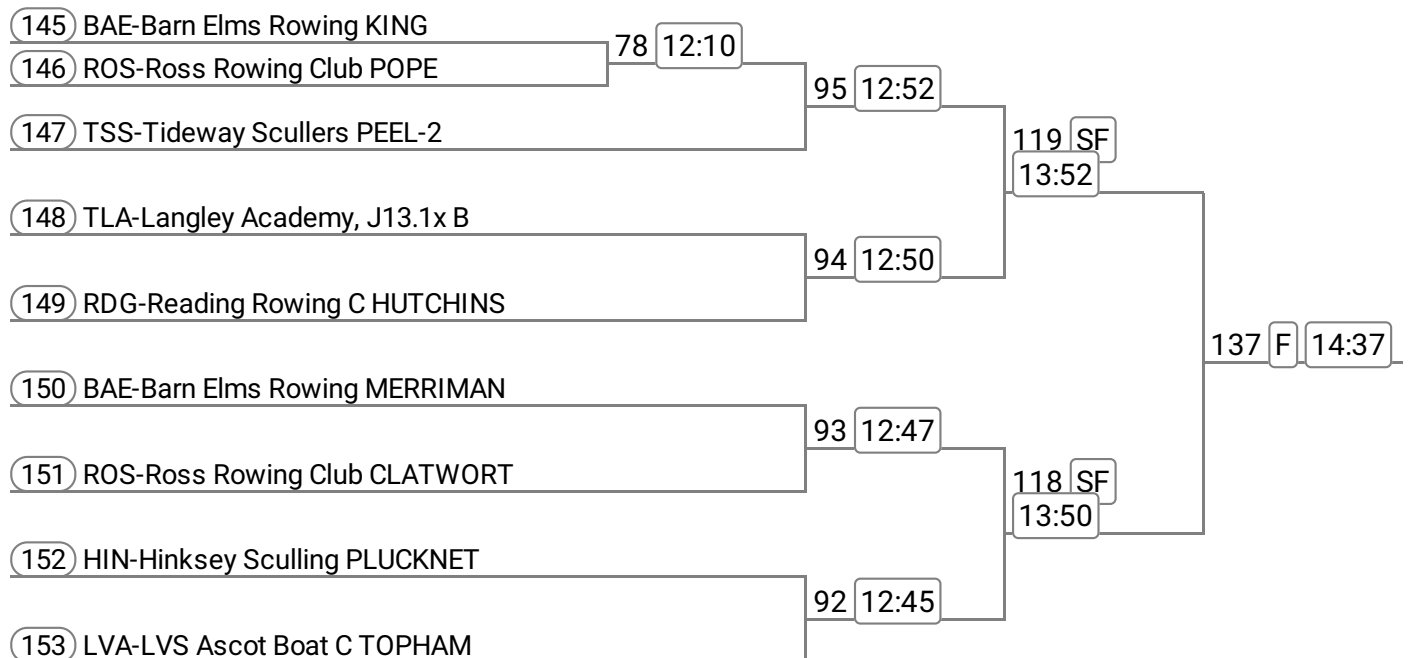 145 BAE-Barn Elms Rowing KING
78 12:10
146 ROS-Ross Rowing Club POPE
95 12:52
147 TSS-Tideway Scullers PEEL-2
119 SF
13:52
148 TLA-Langley Academy, J13.1x B
94 12:50
149 RDG-Reading Rowing C HUTCHINS
137 F 14:37
150 BAE-Barn Elms Rowing MERRIMAN
93 12:47
151 ROS-Ross Rowing Club CLATWORT
118 SF
13:50
152 HIN-Hinksey Sculling PLUCKNET
92 12:45
153 LVA-LVS Ascot Boat C TOPHAM